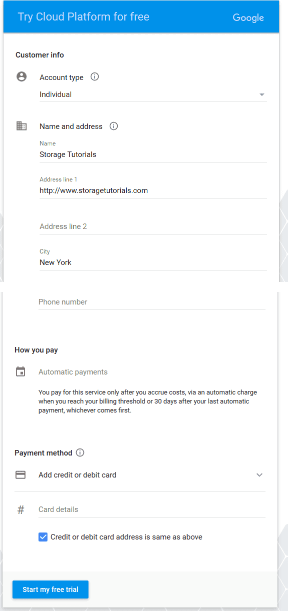 Try Cloud Platform for free
Google
Customer info
Account type
Individual
Name and address
Name
Storage Tutorials
Address line 1
http://www.storagetutorials.com
Address line 2
City
New York
Phone number
How you pay
Automatic payments
You pay for this service only after you accrue costs, via an automatic charge
when you reach your billing threshold or 30 days after your last automatic
payment, whichever comes first.
Payment method
Add credit or debit card
# Card details
Credit or debit card address is same as above
Start my free trial